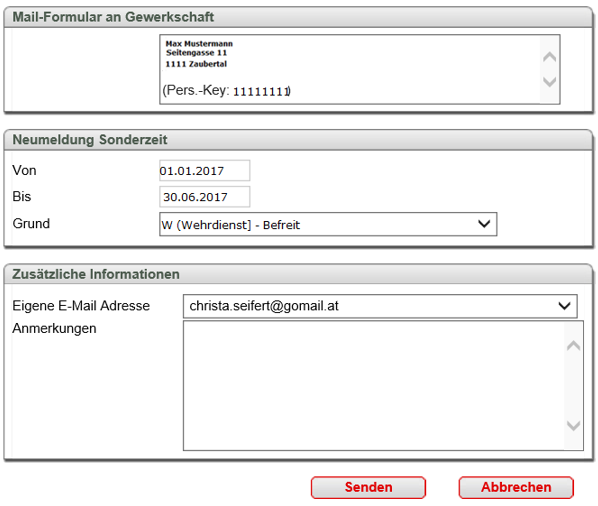 Mail-Formular an Gewerkschaft
Max Mustermann
Seitengasse 11
1111 Zaubertal
(Pers.-Key: 11111111)
Neumeldung Sonderzeit
Von 01.01.2017
Bis 30.06.2017
Grund W (Wehrdienst] - Befreit
Zusätzliche Informationen
Eigene E-Mail Adresse christa.seifert@gomail.at
Anmerkungen
Senden Abbrechen